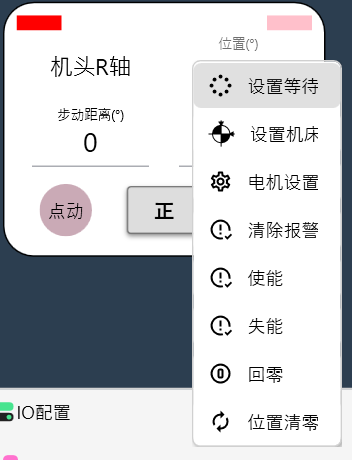 位置(°)
机头R轴
步动距离(°)
0
点动
正
设置等待
设置机床
电机设置
清除报警
使能
失能
回零
位置清零
IO配置